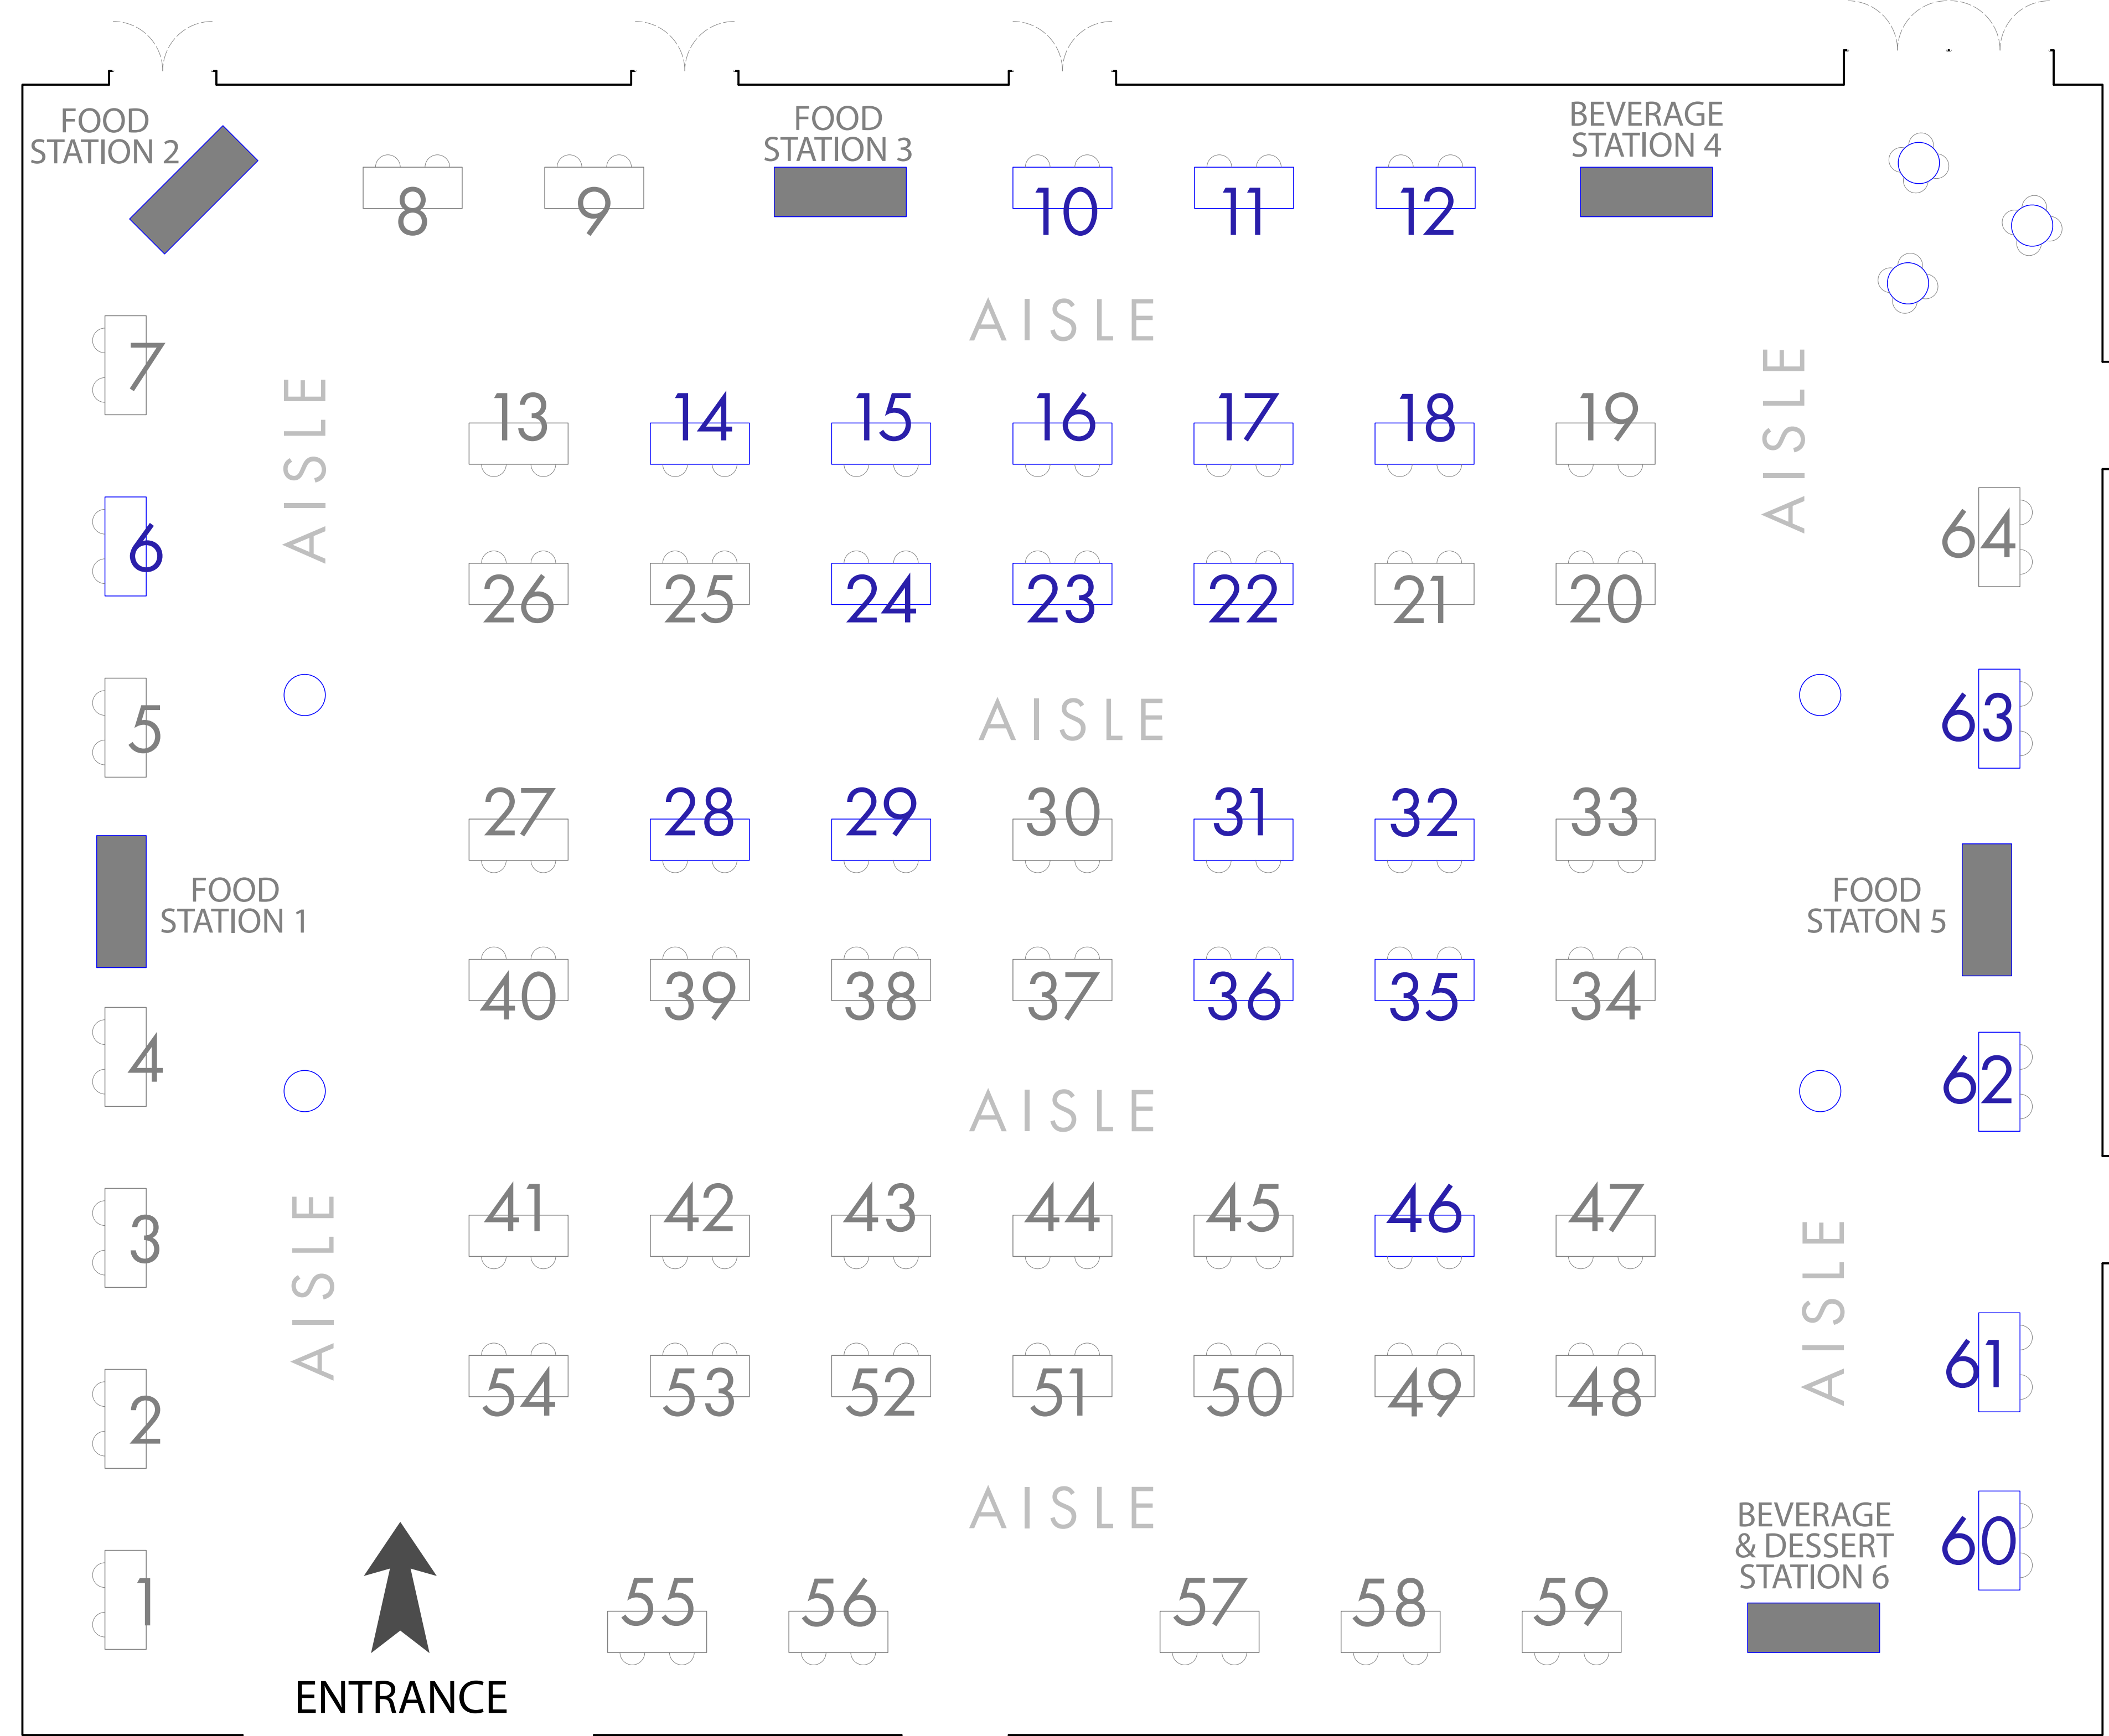 FOOD
STATION 2
FOOD
STATION 3
BEVERAGE
STATION 4
8
9
10
11
12
AISLE
7
AISLE
AISLE
13
14
15
16
17
18
19
6
64
26
25
24
23
22
21
20
5
AISLE
63
27
28
29
30
31
32
33
FOOD
STATION 1
FOOD
STATON 5
40
39
38
37
36
35
34
4
62
AISLE
3
AISLE
AISLE
41
42
43
44
45
46
47
2
61
54
53
52
51
50
49
48
AISLE
BEVERAGE
& DESSERT
STATION 6
60
1
55
56
57
58
59
ENTRANCE